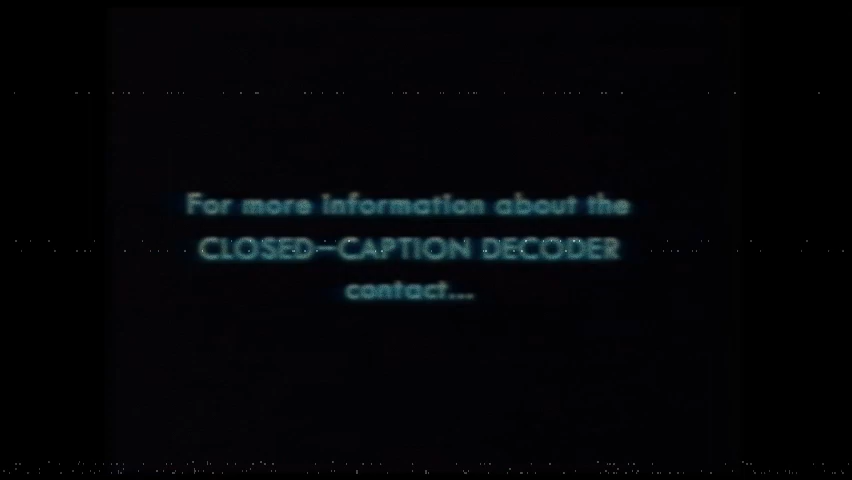 For more information about the
CLOSED-CAPTION DECODER
contact...